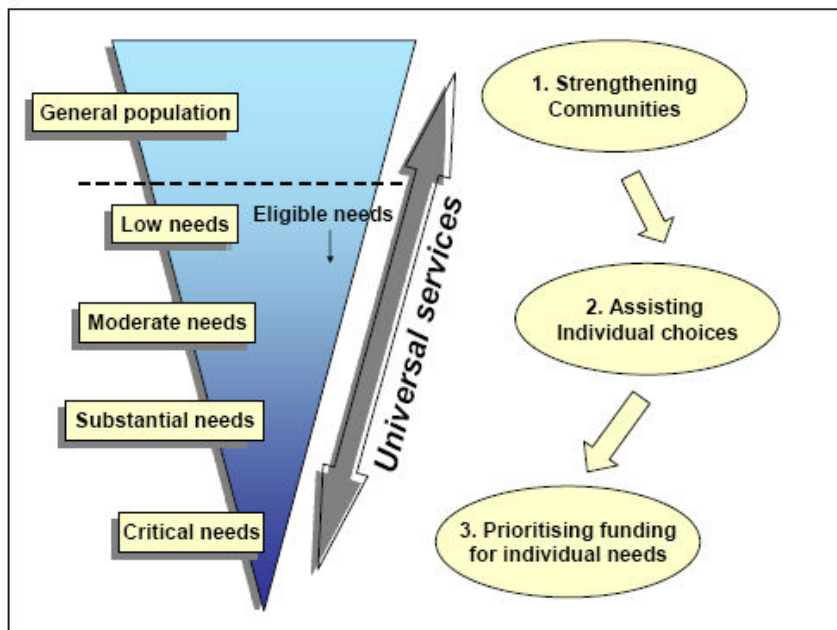 General population
Low needs
Eligible needs
Moderate needs
Substantial needs
Critical needs
Universal services
1. Strengthening
Communities
2. Assisting
Individual choices
3. Prioritising funding
for individual needs